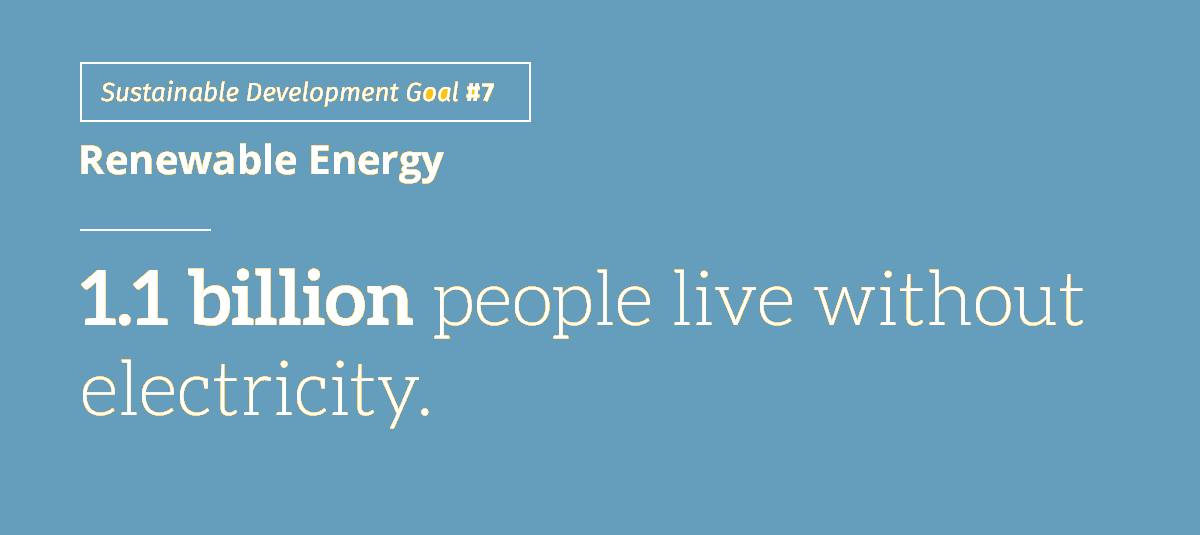 Sustainable Development Goal #7
Renewable Energy
1.1 billion people live without
electricity.